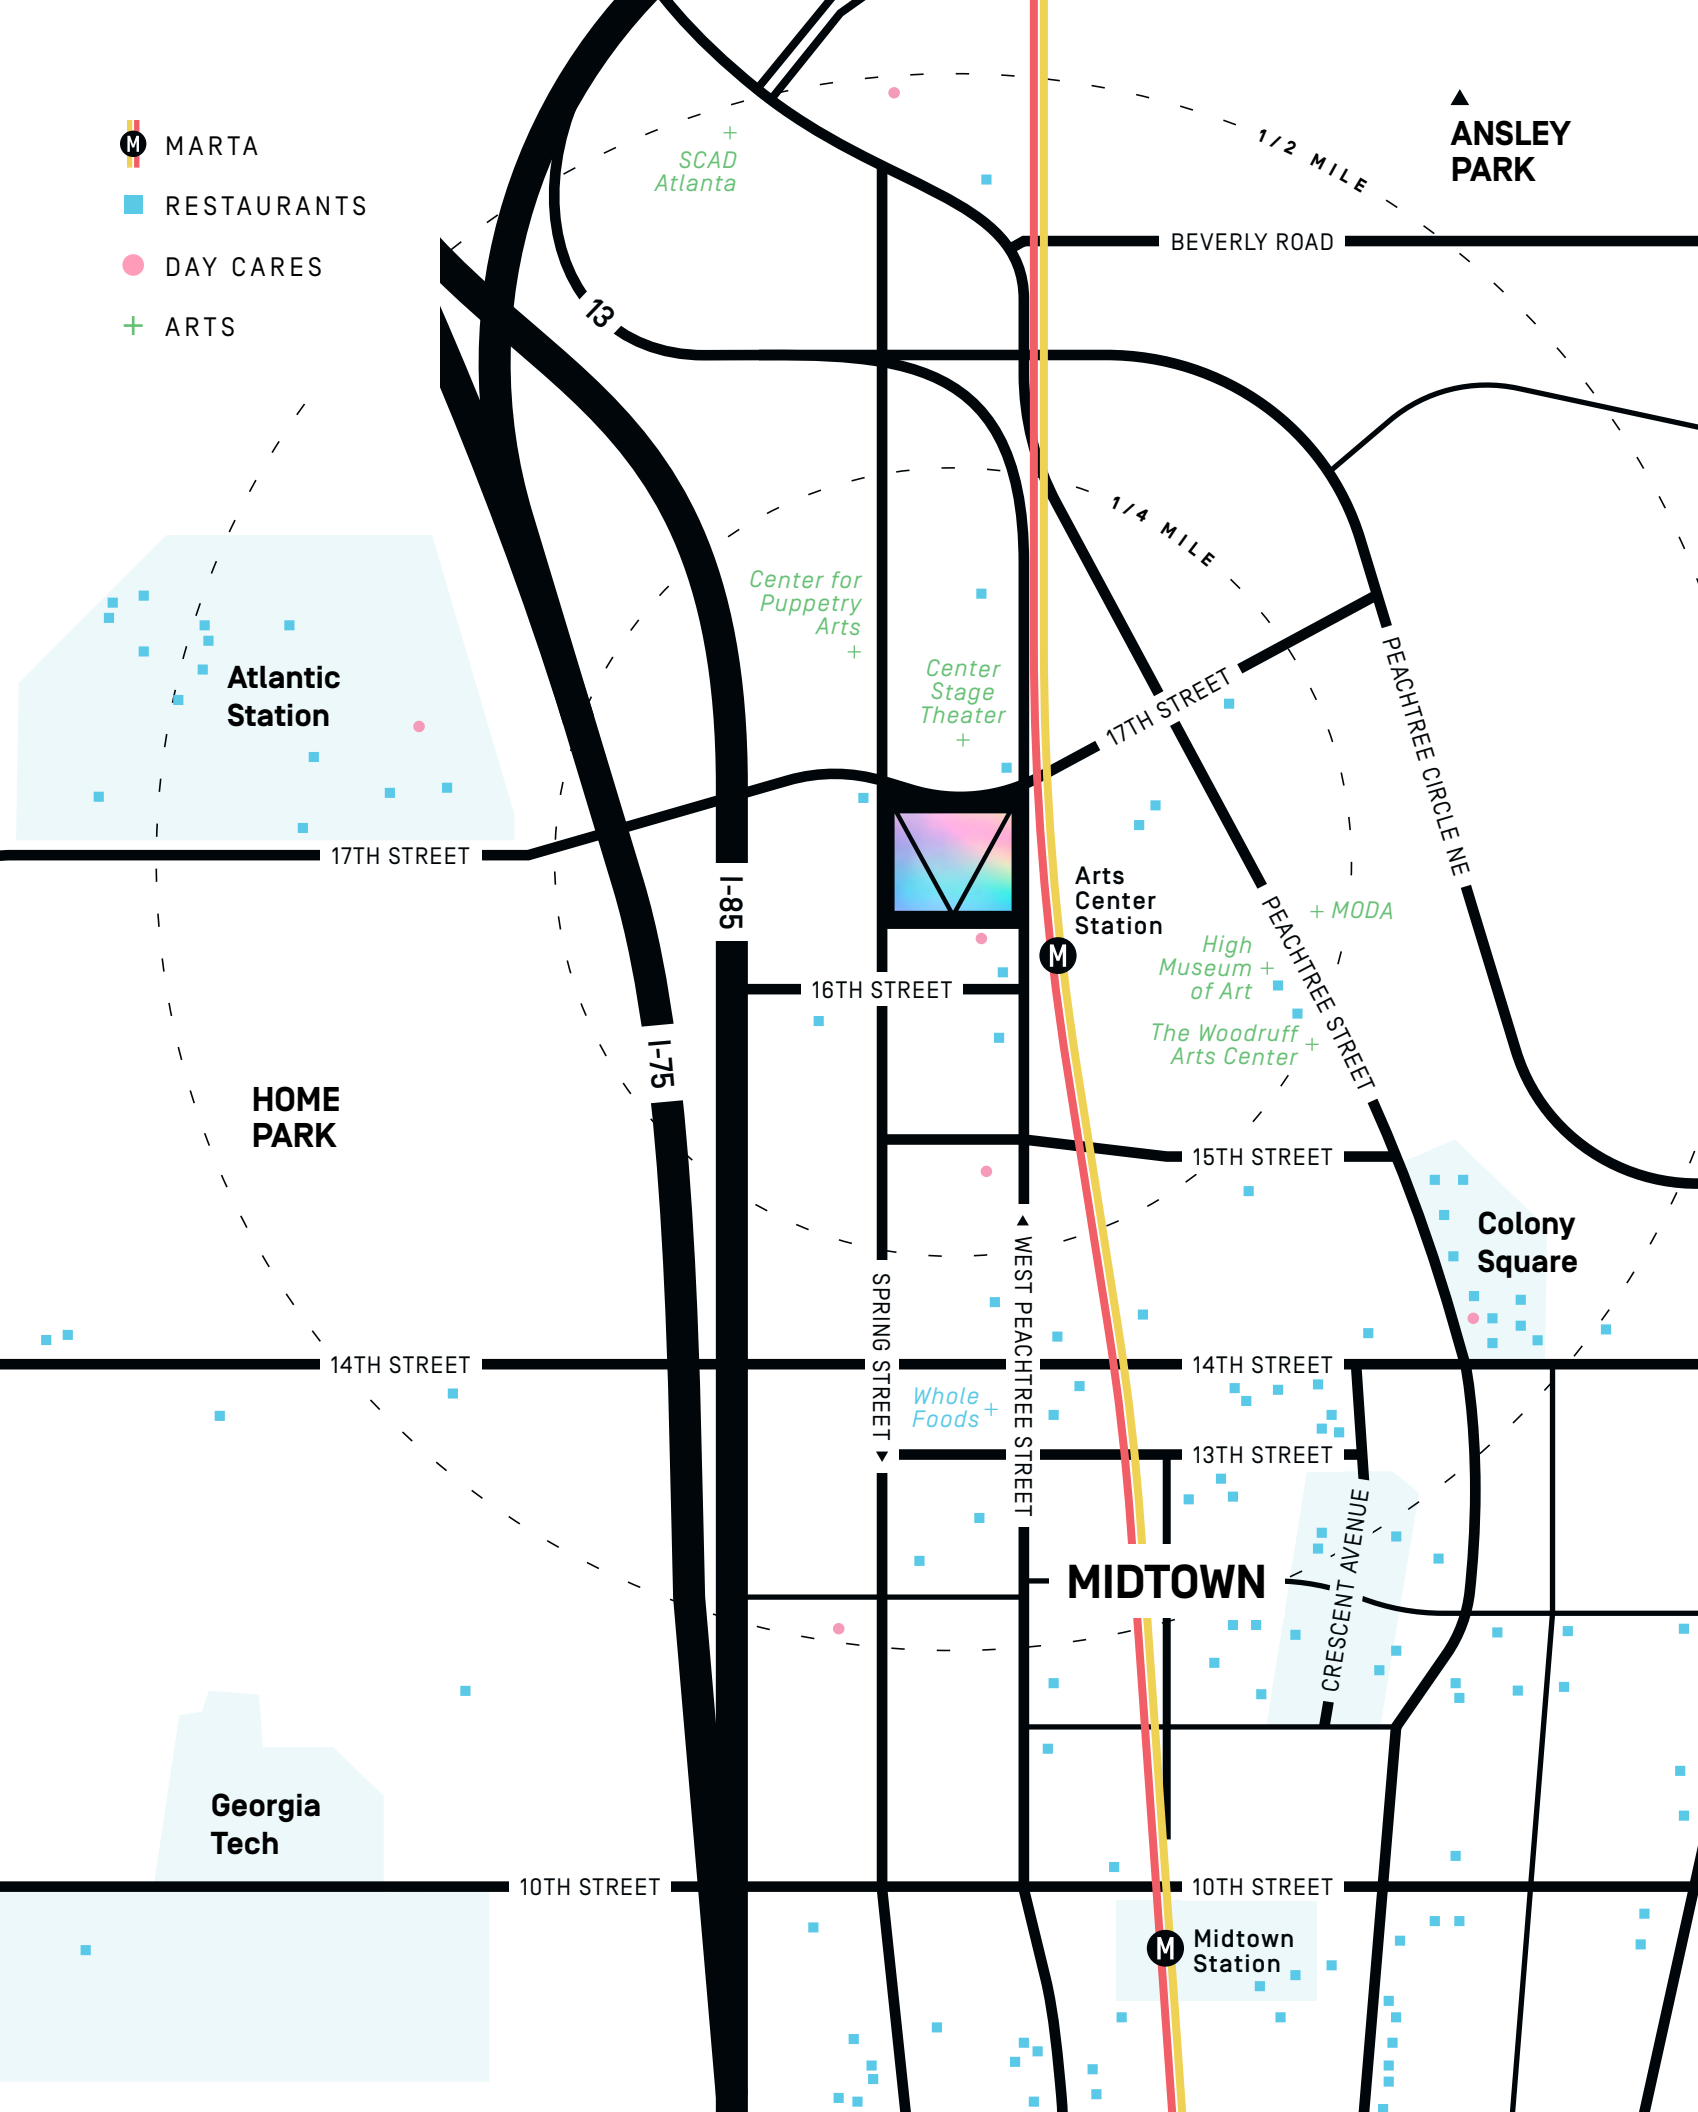 MARTA
RESTAURANTS
DAY CARES
ARTS
SCAD
Atlanta
1/2 MILE
ANSLEY
PARK
BEVERLY ROAD
13
1/4 MILE
Center for
Puppetry
Arts
Center
Stage
Theater
17TH STREET
PEACHTREE CIRCLE NE
Atlantic
Station
17TH STREET
I-85
Arts
Center
Station
M
PEACHTREE STREET
MODA
High
Museum
of Art
The Woodruff
Arts Center
16TH STREET
I-75
HOME
PARK
15TH STREET
Colony
Square
SPRING STREET
WEST PEACHTREE STREET
14TH STREET
14TH STREET
Whole
Foods
13TH STREET
CRESCENT AVENUE
MIDTOWN
Georgia
Tech
10TH STREET
10TH STREET
M
Midtown
Station
M